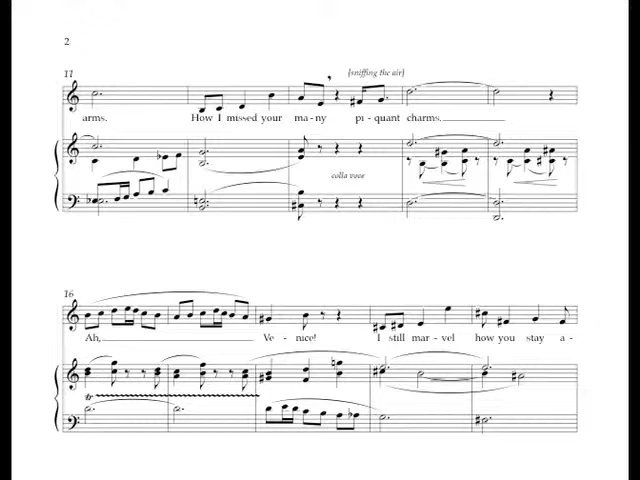 2
11
[sniffing the air]
arms. How I missed your ma - ny pi - quant charms.
colla voce
16
Ah, Ve - nice! I still mar - vel how you stay a -
tr